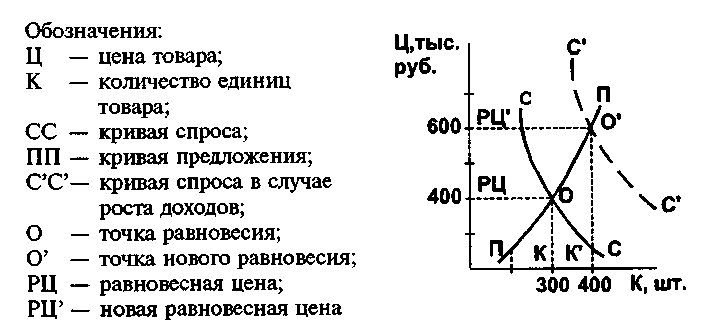 Обозначения:
Ц — цена товара;
К — количество единиц
товара;
СС — кривая спроса;
ПП — кривая предложения;
С’С’— кривая спроса в случае
роста доходов;
О — точка равновесия;
О’ — точка нового равновесия;
РЦ — равновесная цена;
РЦ’ — новая равновесная цена
Ц,тыс.
руб.
С'
С
П
РЦ'
600
О'
РЦ
400
О
С'
П
К
К'
С
300 400 К, шт.